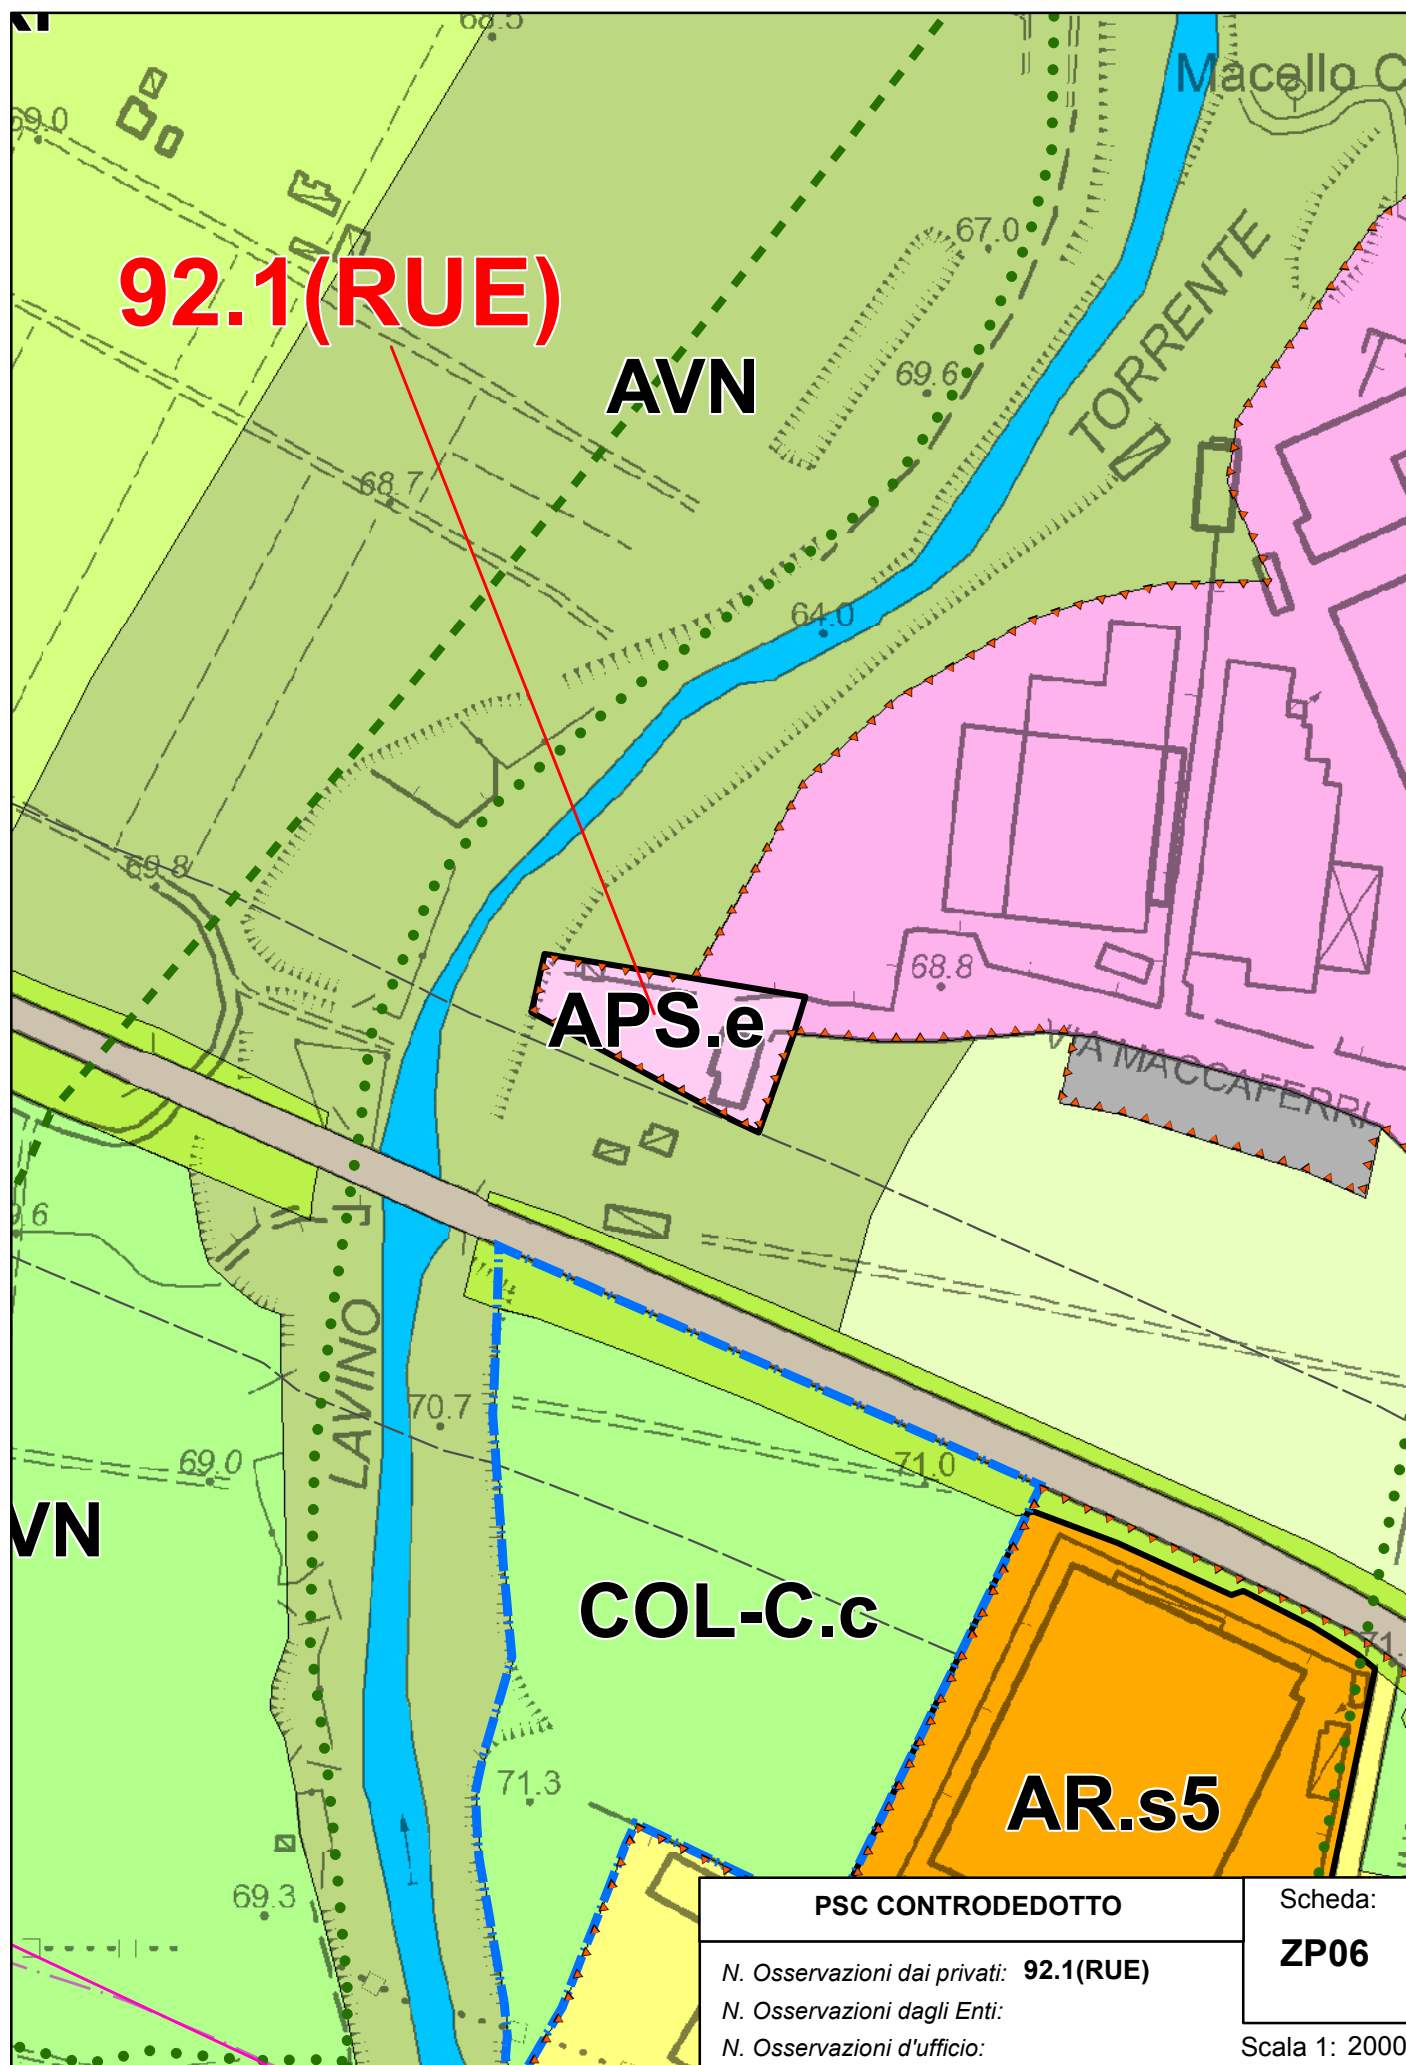 68.5
Macello C
69.0
67.0
92.1(RUE)
TORRENTE
AVN
69.6
68.7
64.0
69.8
68.8
APS.e
VIA MACCAFERRI
LAVINO
70.7
69.0
71.0
VN
COL-C.c
71.
71.3
AR.s5
69.3
PSC CONTRODEDOTTO
Scheda:
ZP06
N. Osservazioni dai privati: 92.1(RUE)
N. Osservazioni dagli Enti:
N. Osservazioni d'ufficio:
Scala 1: 2000